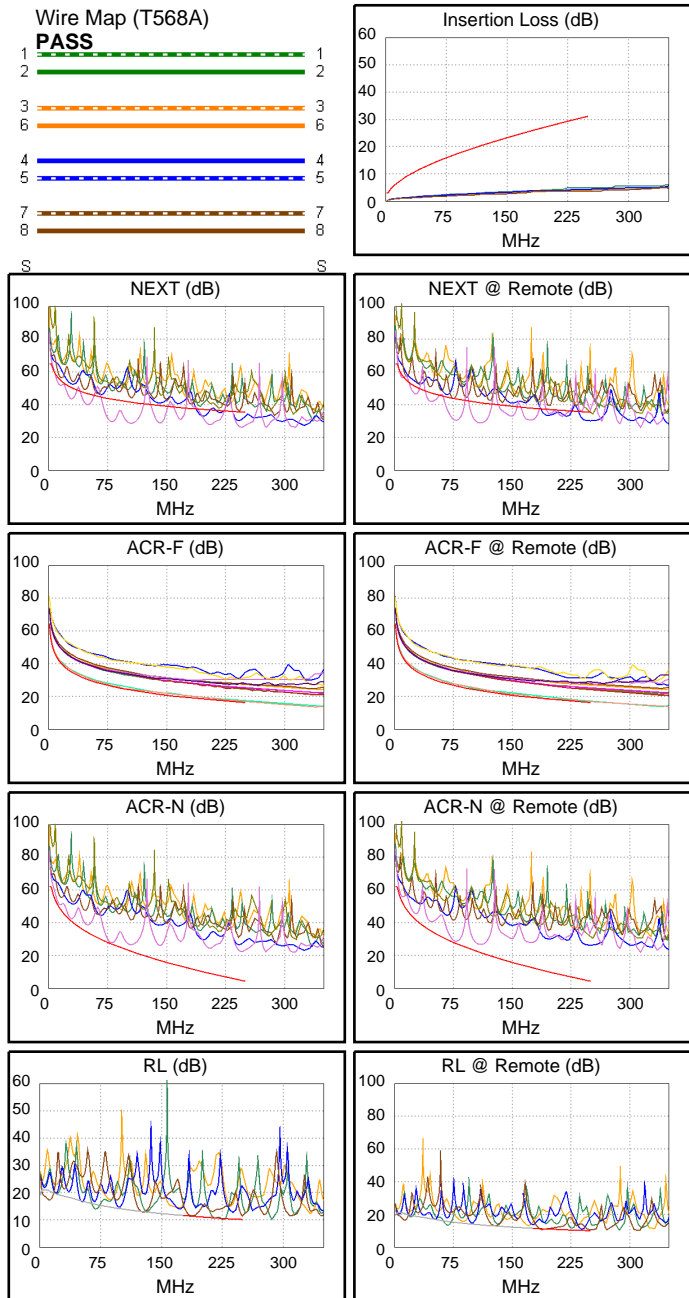 Wire Map (T568A)
PASS
1 1
2 2
3 3
6 6
4 4
5 5
7 7
8 8
S S
Insertion Loss (dB)
60
50
40
30
20
10
0
0 75 150 225 300
MHz
NEXT (dB)
100
80
60
40
20
0
0 75 150 225 300
MHz
NEXT @ Remote (dB)
100
80
60
40
20
0
0 75 150 225 300
MHz
ACR-F (dB)
100
80
60
40
20
0
0 75 150 225 300
MHz
ACR-F @ Remote (dB)
100
80
60
40
20
0
0 75 150 225 300
MHz
ACR-N (dB)
100
80
60
40
20
0
0 75 150 225 300
MHz
ACR-N @ Remote (dB)
100
80
60
40
20
0
0 75 150 225 300
MHz
RL (dB)
60
50
40
30
20
10
0
0 75 150 225 300
MHz
RL @ Remote (dB)
100
80
60
40
20
0
0 75 150 225 300
MHz